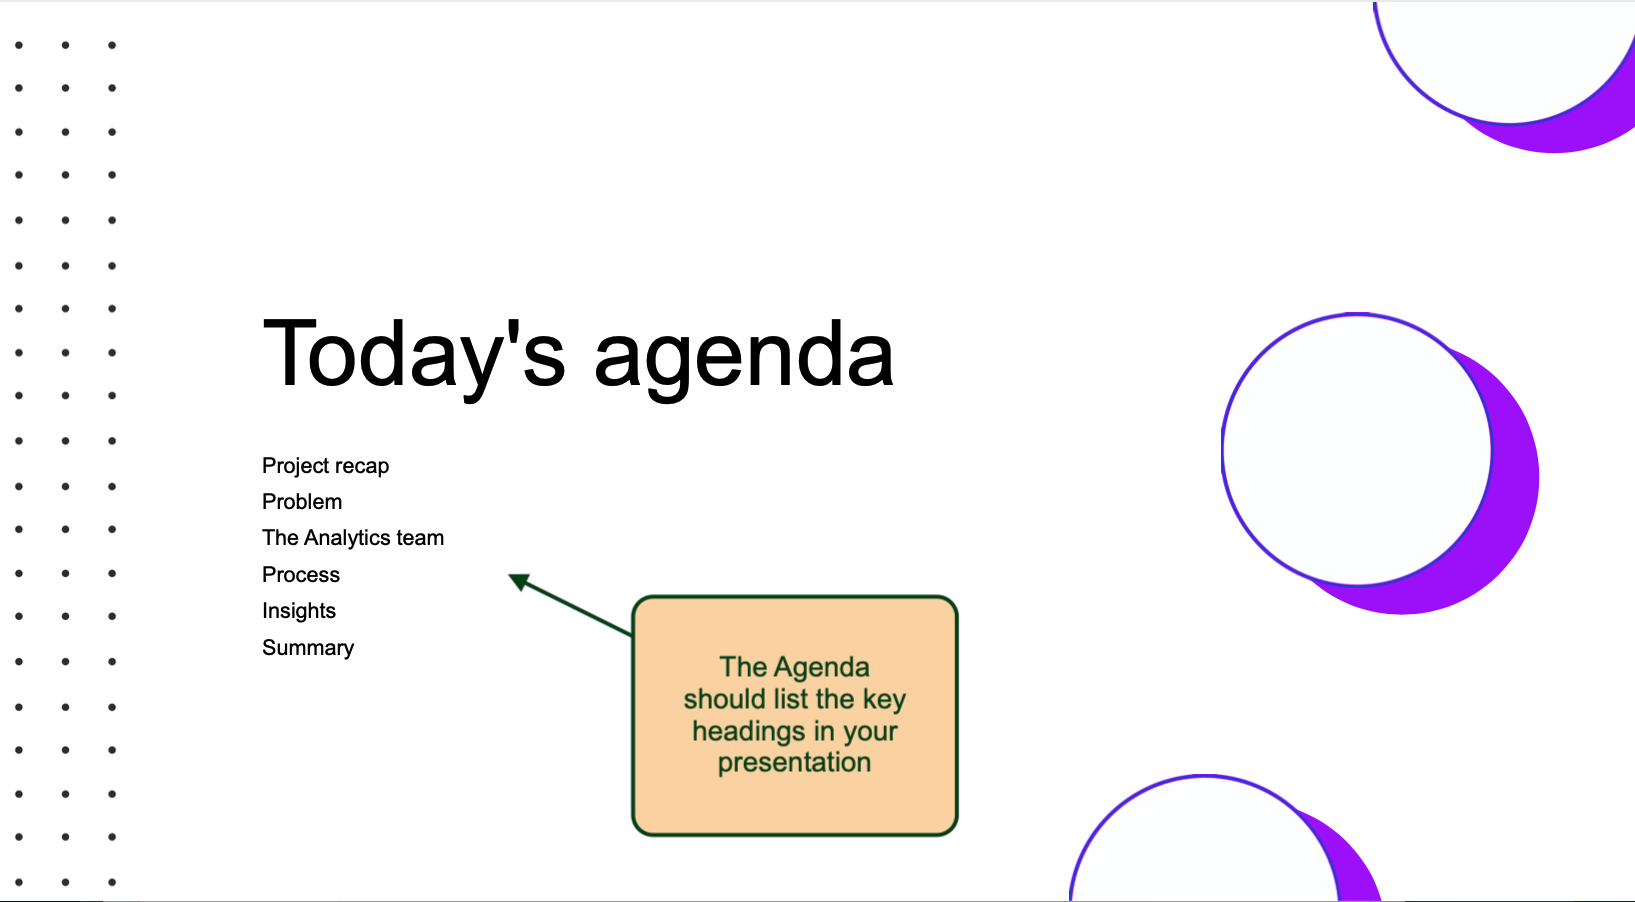 Today's agenda
Project recap
Problem
The Analytics team
Process
Insights
Summary
The Agenda
should list the key
headings in your
presentation